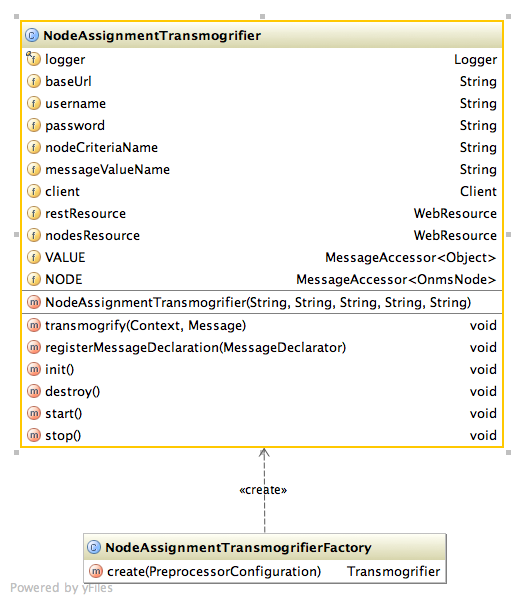 NodeAssignmentTransmogrifier
logger Logger
baseUrl String
username String
password String
nodeCriteriaName String
messageValueName String
client Client
restResource WebResource
nodesResource WebResource
VALUE MessageAccessor<Object>
NODE MessageAccessor<OnmsNode>
NodeAssignmentTransmogrifier(String, String, String, String, String)
transmogrify(Context, Message) void
registerMessageDeclaration(MessageDeclarator) void
init() void
destroy() void
start() void
stop() void
«create»
NodeAssignmentTransmogrifierFactory
create(PreprocessorConfiguration) Transmogrifier
Powered by yFiles